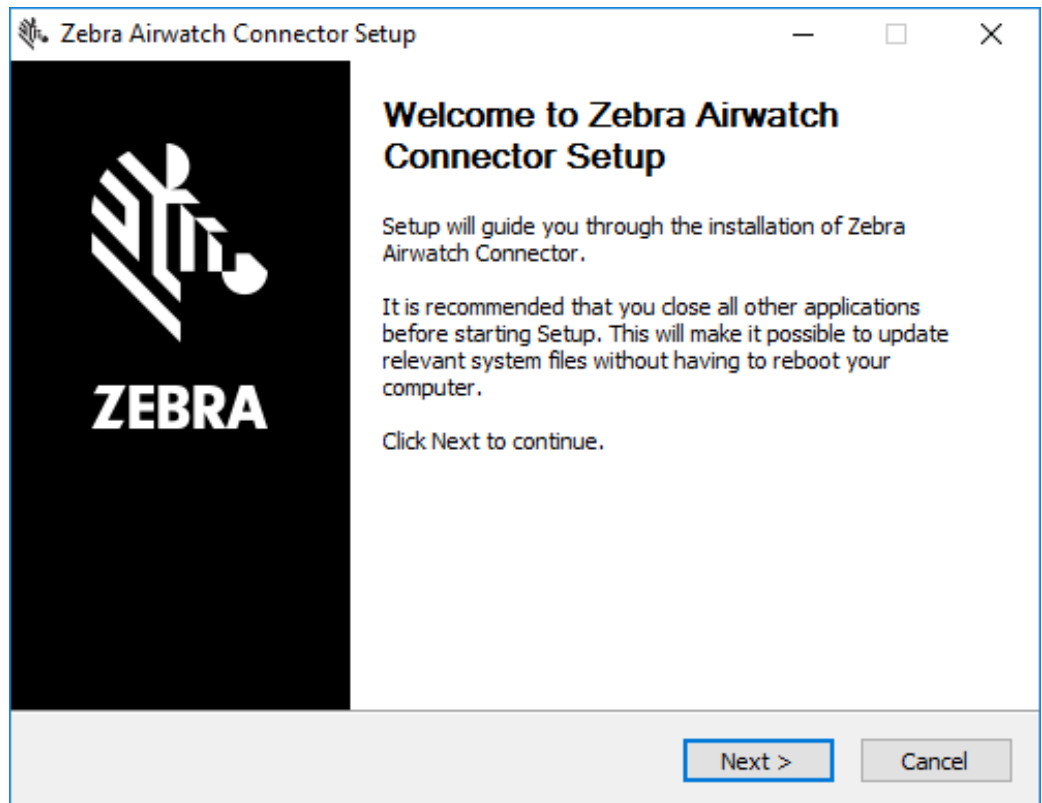 Zebra Airwatch Connector Setup
Welcome to Zebra Airwatch
Connector Setup
Setup will guide you through the installation of Zebra
Airwatch Connector.
It is recommended that you close all other applications
before starting Setup. This will make it possible to update
relevant system files without having to reboot your
computer.
Click Next to continue.
ZEBRA
Next >
Cancel